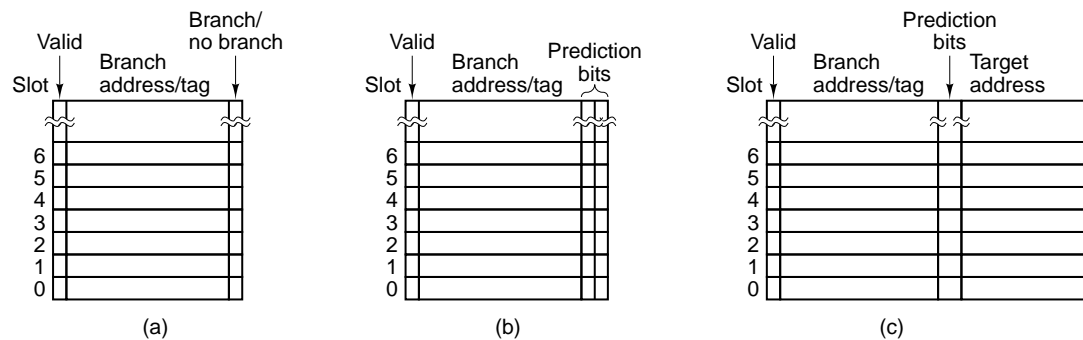 Valid
Branch/
no branch
Slot
Branch
address/tag
6
5
4
3
2
1
0
(a)
Valid
Slot
Branch
address/tag
Prediction
bits
6
5
4
3
2
1
0
(b)
Valid
Slot
Branch
address/tag
Prediction
bits
Target
address
6
5
4
3
2
1
0
(c)